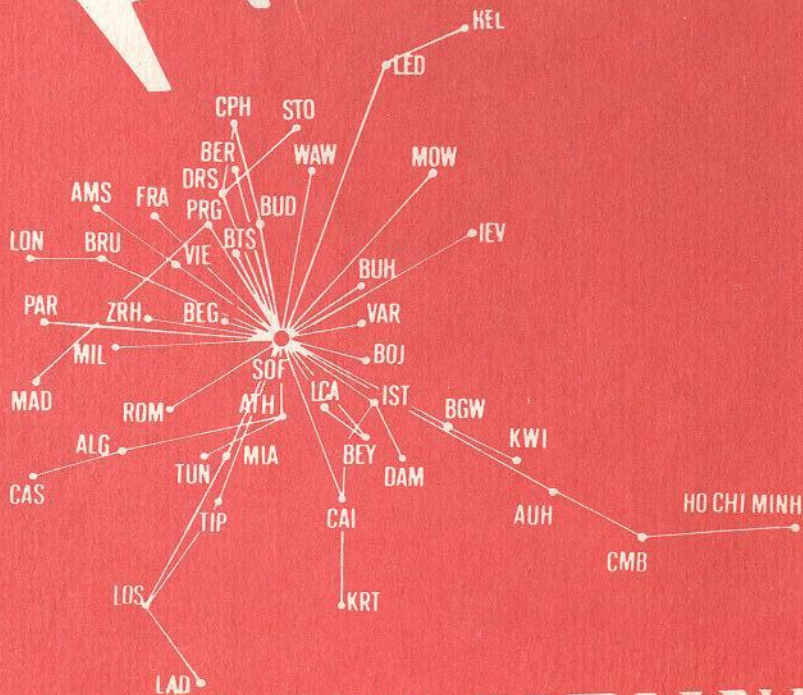 HEL
LED
CPH STO
BER WAW MOW
DRS
AMS FRA PRG BUD
LON BRU VIE BTS IEV
BUH
PAR ZRH BEG VAR
MIL BOJ
SOF
MAD ROM ATH LCA IST BGW
ALG TUN MIA BEY DAM KWI
CAS TIP CAI AUH HO CHI MINH
CMB
LOS KRT
LAD